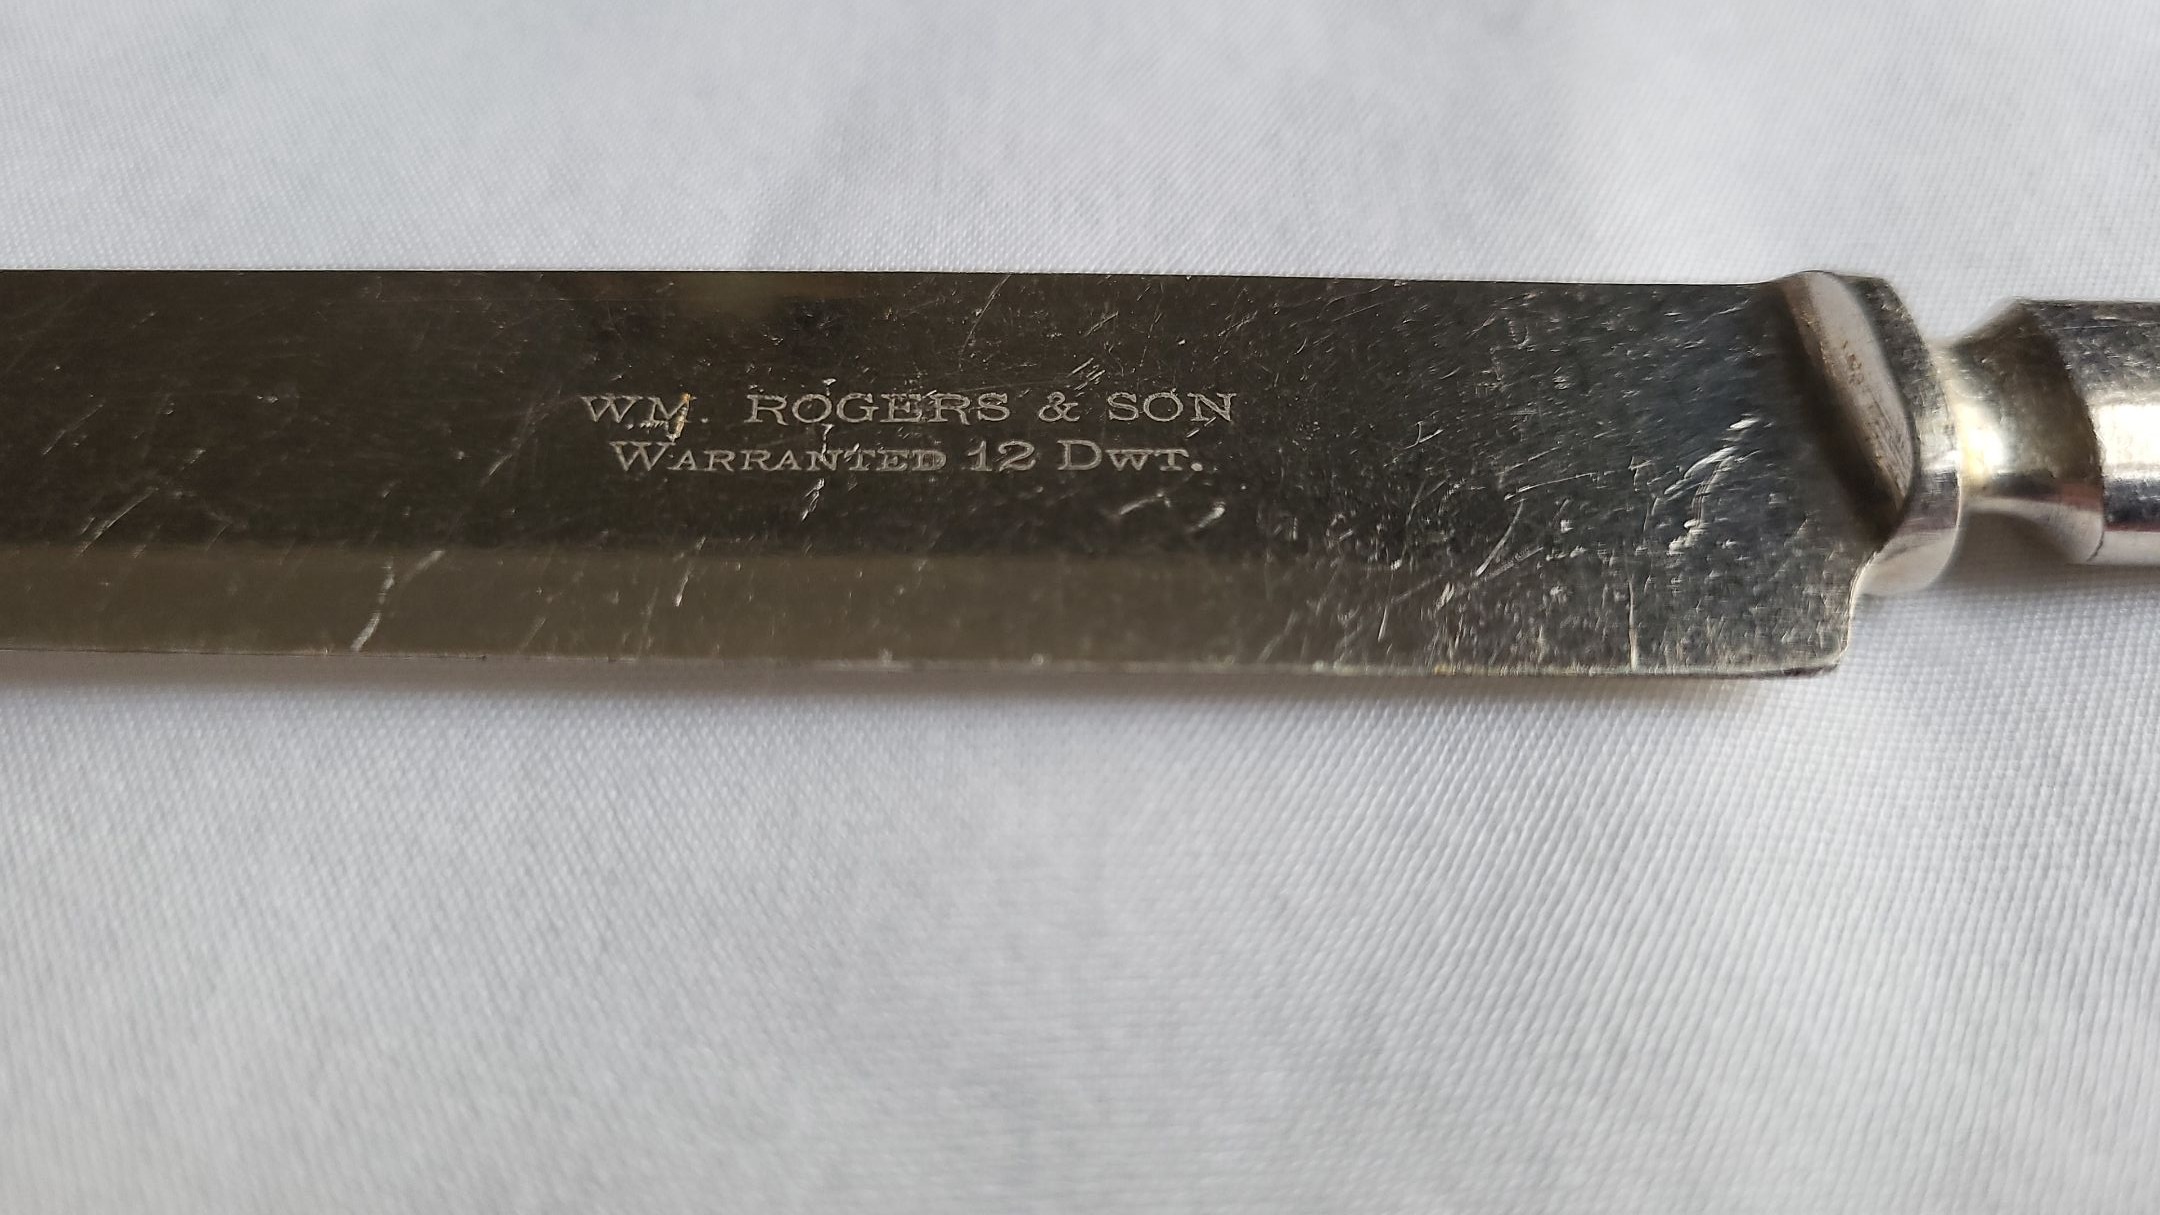 WM. ROGERS & SON
WARRANTED 12 DWT.